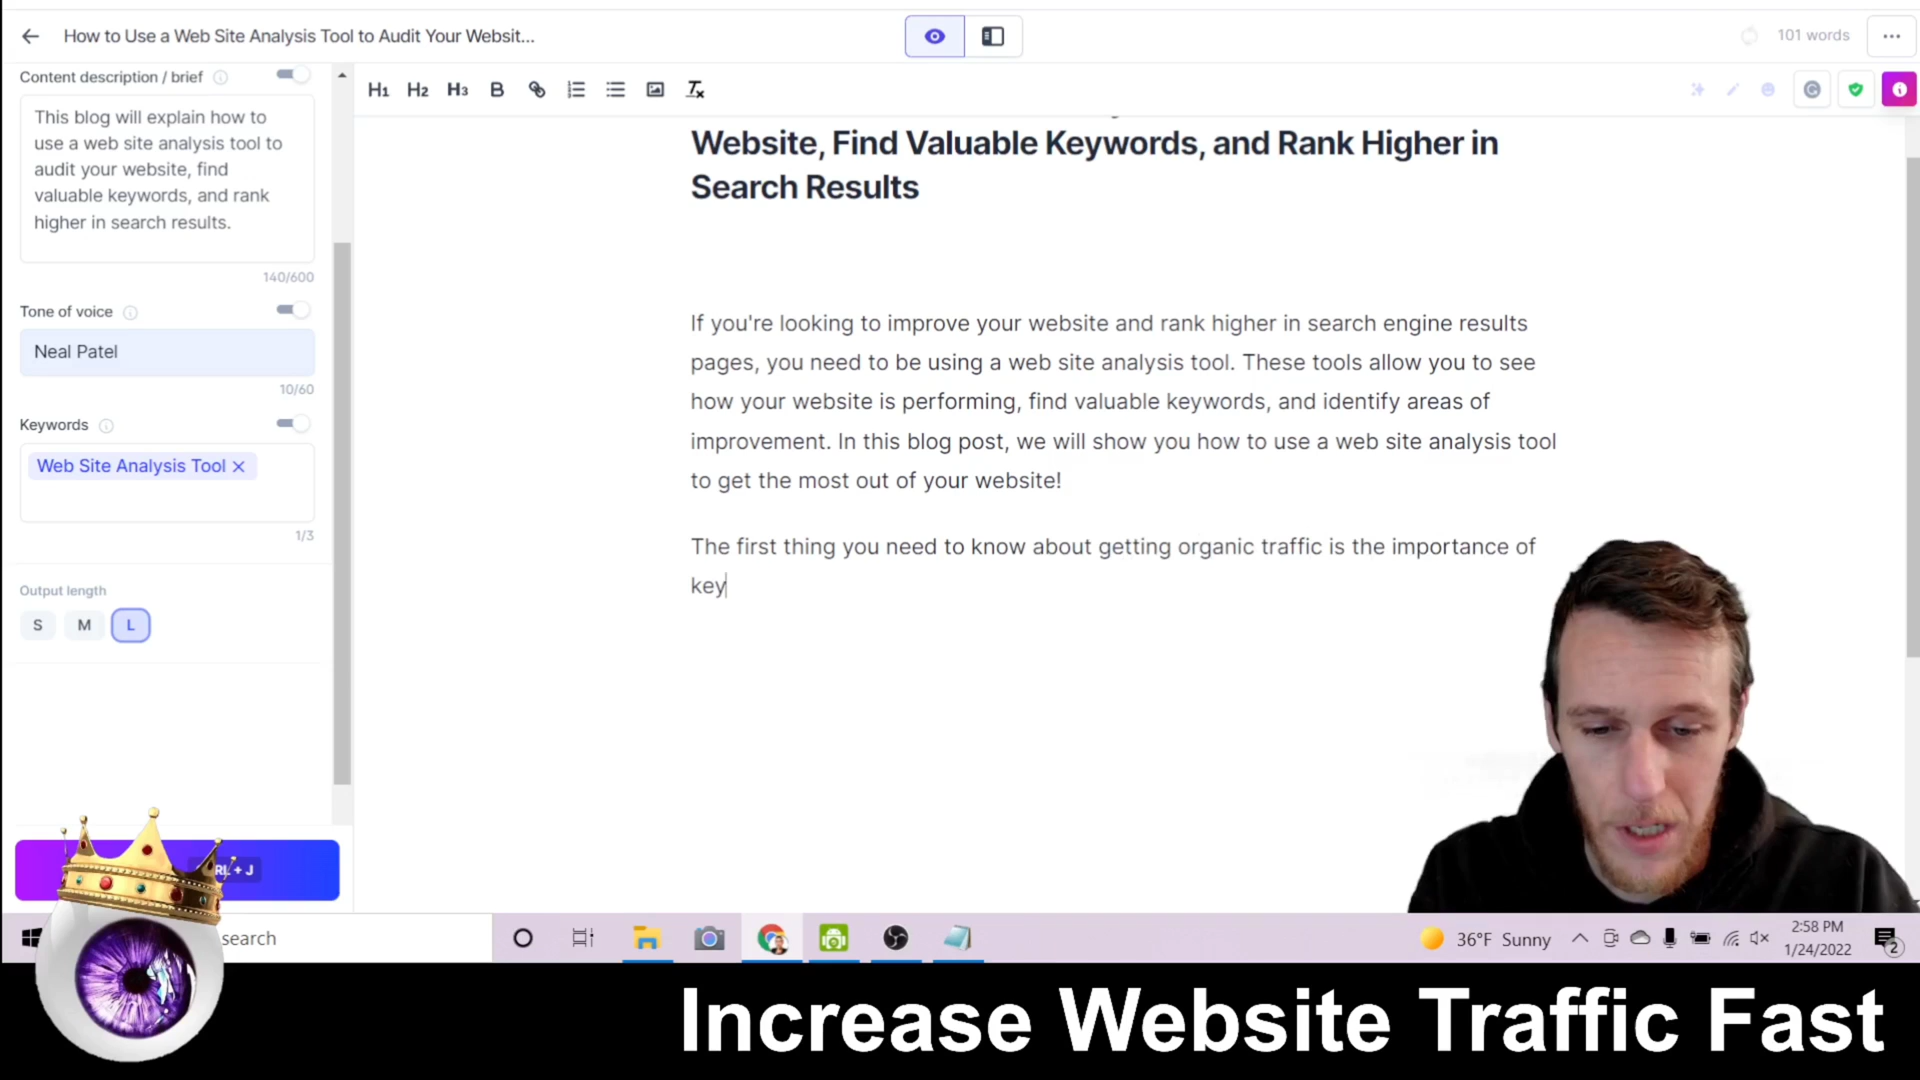 How to Use a Web Site Analysis Tool to Audit Your Websit...
101 words
Content description / brief
This blog will explain how to
use a web site analysis tool to
audit your website, find
valuable keywords, and rank
higher in search results.
140/600
Tone of voice
Neal Patel
10/60
Keywords
Web Site Analysis Tool
1/3
Output length
S M L
RL + J
H1 H2 H3 B
Website, Find Valuable Keywords, and Rank Higher in
Search Results
If you're looking to improve your website and rank higher in search engine results
pages, you need to be using a web site analysis tool. These tools allow you to see
how your website is performing, find valuable keywords, and identify areas of
improvement. In this blog post, we will show you how to use a web site analysis tool
to get the most out of your website!
The first thing you need to know about getting organic traffic is the importance of
key
search
36°F Sunny
2:58 PM
1/24/2022
2
Increase Website Traffic Fast